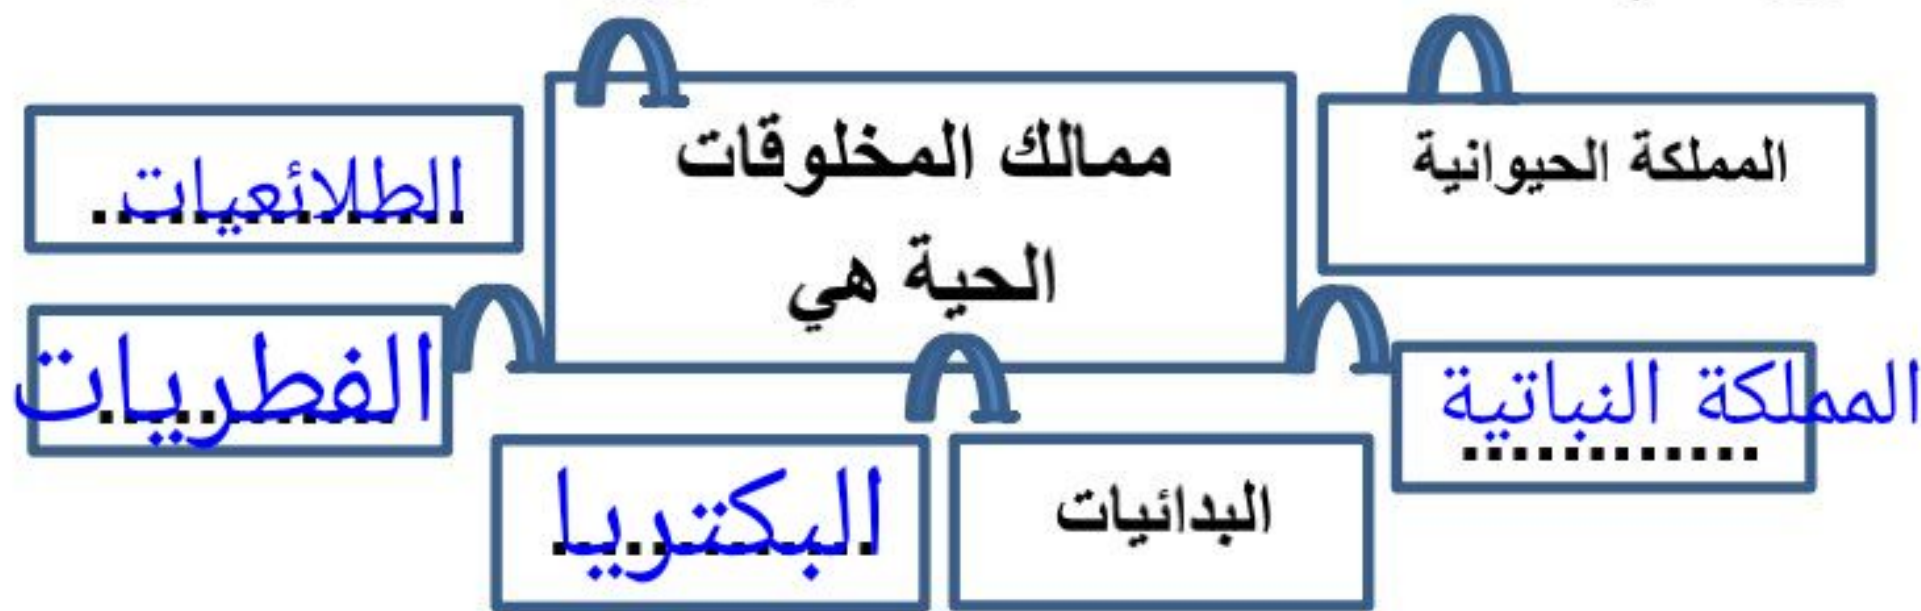 ممالك المخلوقات
الحية هي
المملكة الحيوانية
الطلائعيات
المملكة النباتية
الفطريات
البدائيات
البكتريا